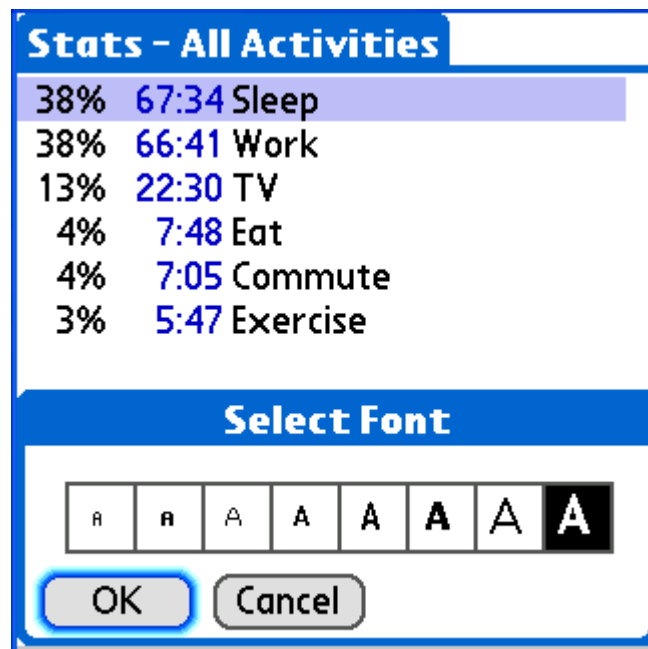 Stats - All Activities
38% 67:34 Sleep
38% 66:41 Work
13% 22:30 TV
4% 7:48 Eat
4% 7:05 Commute
3% 5:47 Exercise
Select Font
A A A A A A A A
OK Cancel